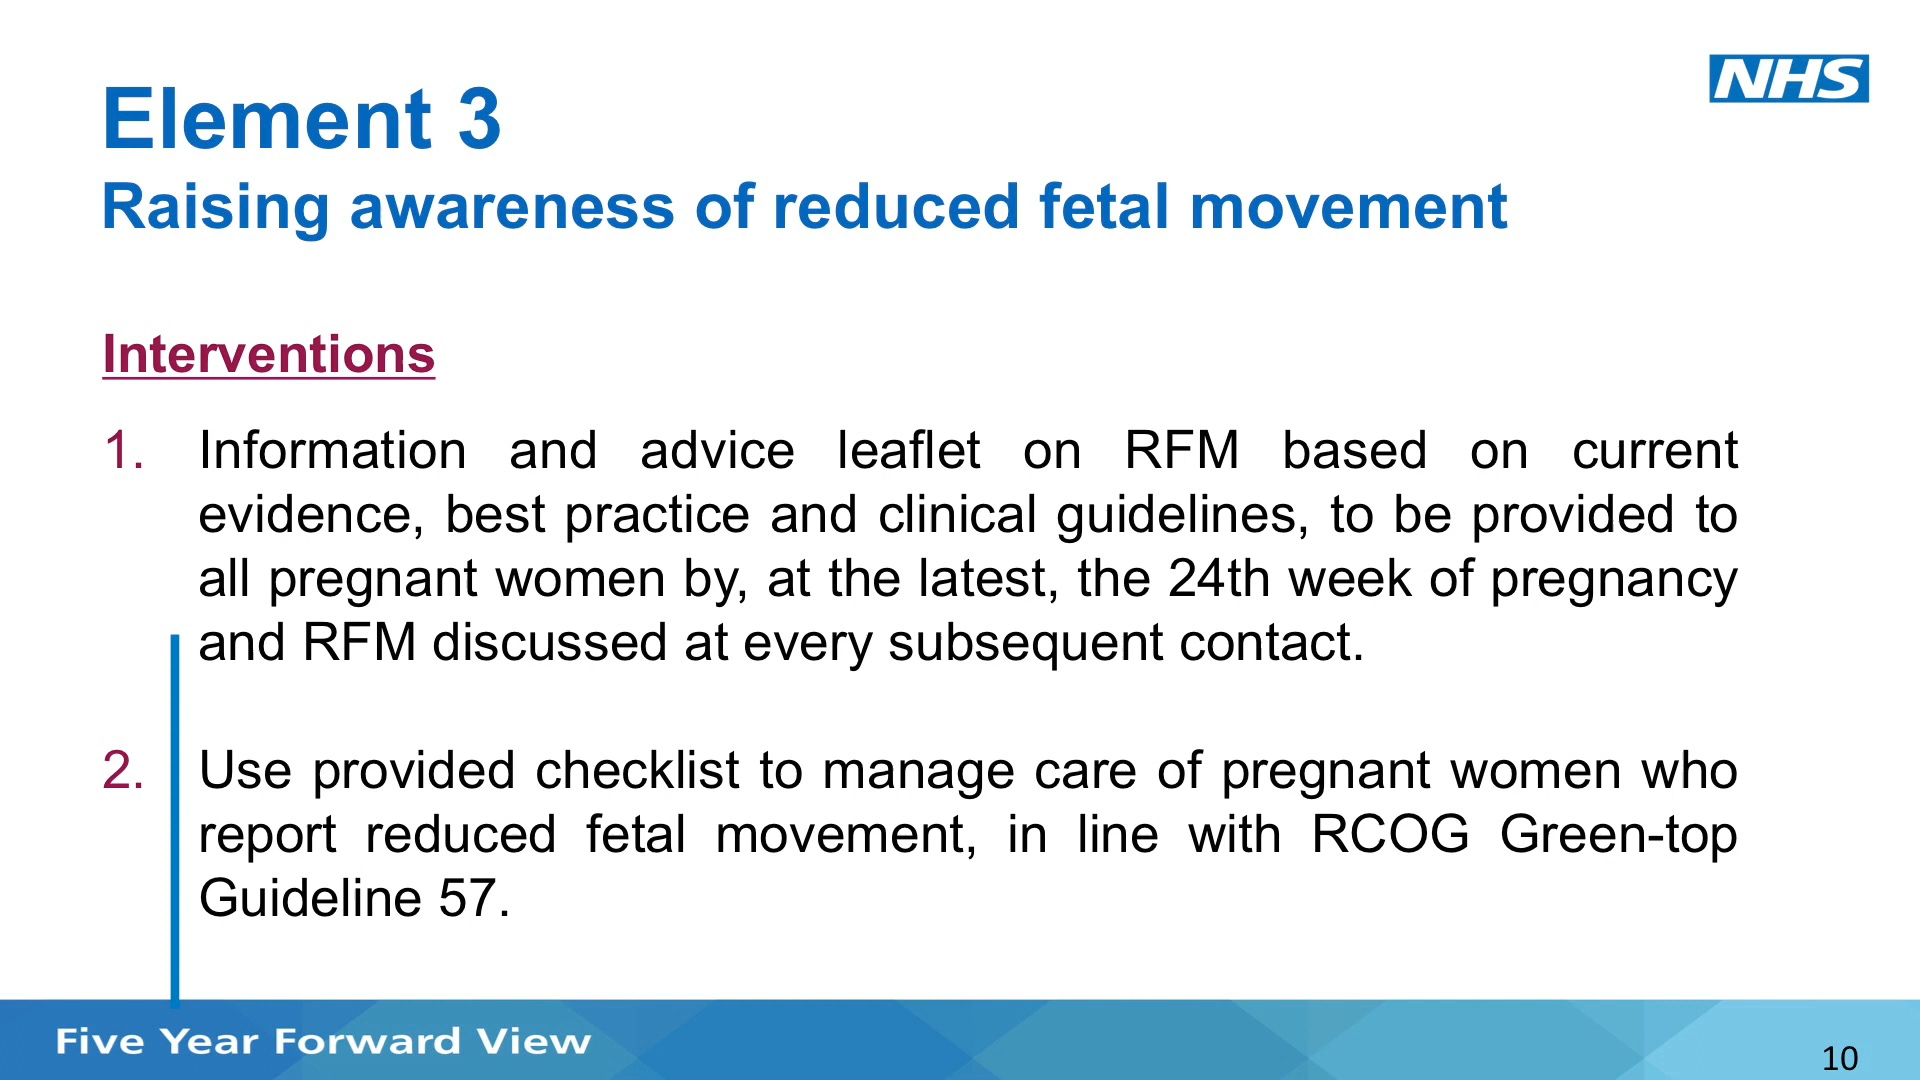 NHS
Element 3
Raising awareness of reduced fetal movement
Interventions
1. Information and advice leaflet on RFM based on current
evidence, best practice and clinical guidelines, to be provided to
all pregnant women by, at the latest, the 24th week of pregnancy
and RFM discussed at every subsequent contact.
2. Use provided checklist to manage care of pregnant women who
report reduced fetal movement, in line with RCOG Green-top
Guideline 57.
Five Year Forward View
10